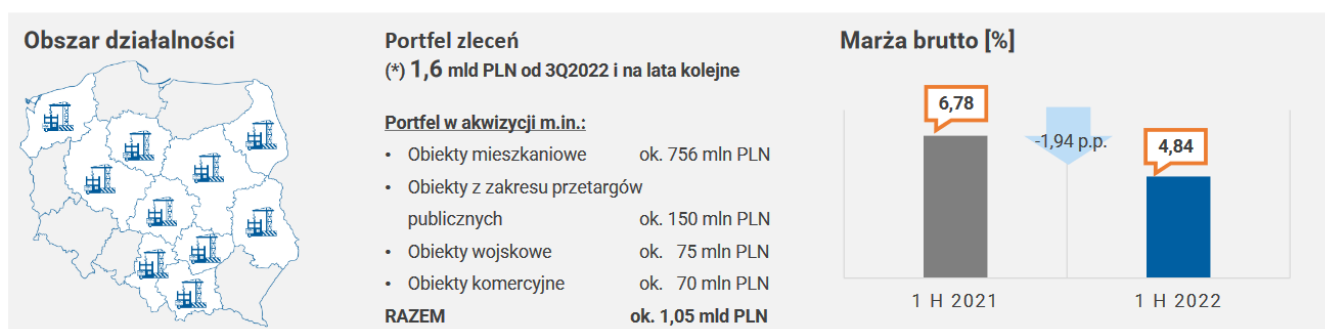 Obszar działalności
Portfel zleceń
(*) 1,6 mld PLN od 3Q2022 i na lata kolejne
Portfel w akwizycji m.in.:
• Obiekty mieszkaniowe ok. 756 mln PLN
• Obiekty z zakresu przetargów
publicznych ok. 150 mln PLN
• Obiekty wojskowe ok. 75 mln PLN
• Obiekty komercyjne ok. 70 mln PLN
RAZEM ok. 1,05 mld PLN
Marża brutto [%]
6,78
-1,94 p.p.
4,84
1 H 2021
1 H 2022